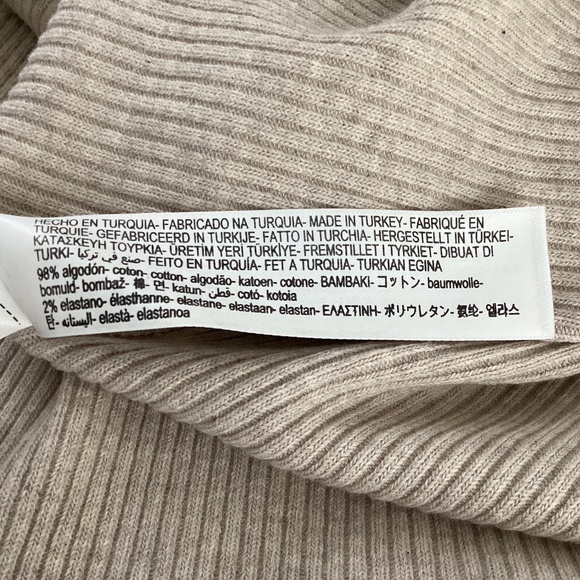 HECHO EN TURQUIA- FABRICADO NA TURQUIA- MADE IN TURKEY- FABRIQUÉ EN
TURQUIE- GEFABRICEERD IN TURKIJE- FATTO IN TURCHIA- HERGESTELLT IN TÜRKEI-
ΚΑΤΑΣΚΕΥΗ ΤΟΥΡΚΙΑ- ÜRETİM YERİ TÜRKİYE- FREMSTILLET I TYRKIET- DIBUAT DI
TURKI- صنع في تركيا- FEITO EN TURQUÍA- FET A TURQUIA- TURKIAN EGINA
98% algodón- coton- cotton- algodão- katoen- cotone- ΒΑΜΒΑΚΙ- コットン- baumwolle-
bomuld- bombaž- 棉- 면- katun- قطن- cotó- kotoia
2% elastano- élasthanne- elastane- elastaan- elastan- ΕΛΑΣΤΙΝΗ- ポリウレタン- 氨纶- 엘라스
탄- الياستان- elastà- elastanoa